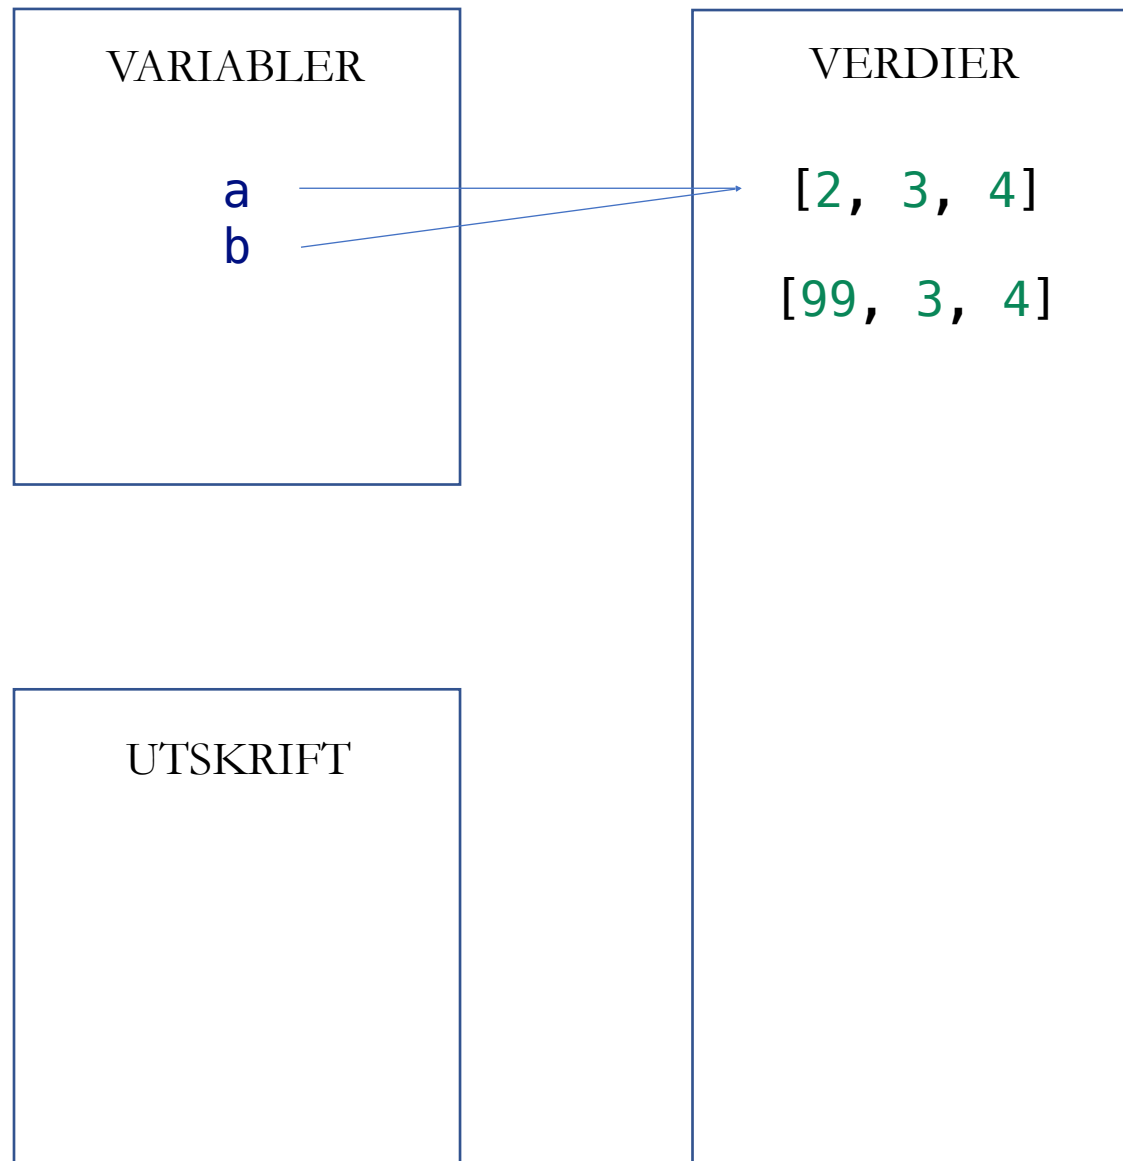 VARIABLER
a
b
VERDIER
[2, 3, 4]
[99, 3, 4]
UTSKRIFT